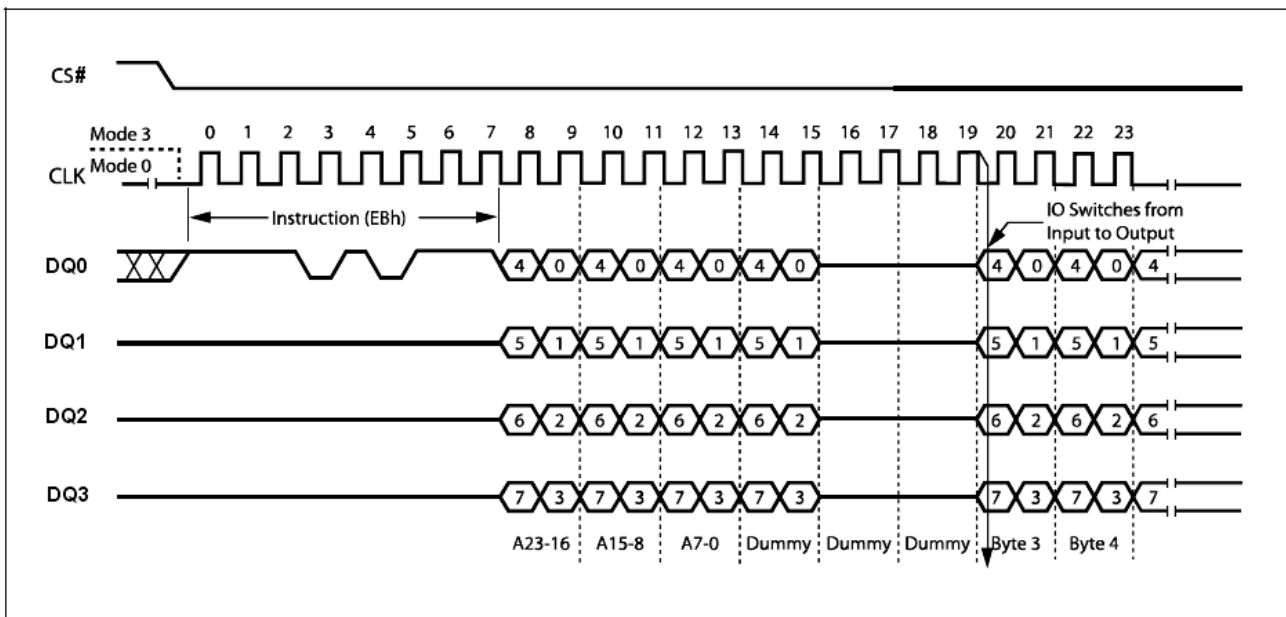 CS#
Mode 3
0 1 2 3 4 5 6 7 8 9 10 11 12 13 14 15 16 17 18 19 20 21 22 23
CLK Mode 0
Instruction (EBh)
IO Switches from
Input to Output
DQ0 4 0 4 0 4 0 4 0 4 0 4 0 4
DQ1 5 1 5 1 5 1 5 1 5 1 5 1 5
DQ2 6 2 6 2 6 2 6 2 6 2 6 2 6
DQ3 7 3 7 3 7 3 7 3 7 3 7 3 7
A23-16 A15-8 A7-0 Dummy Dummy Dummy Byte 3 Byte 4